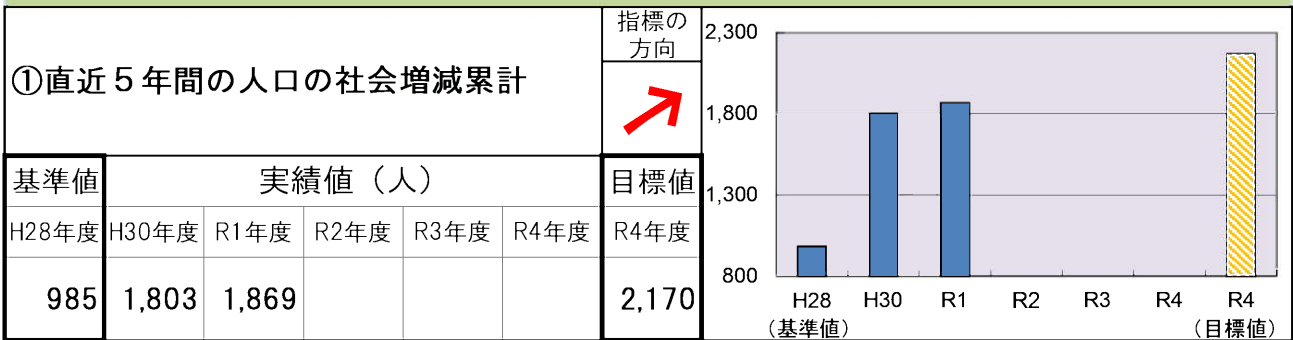 ①直近５年間の人口の社会増減累計
指標の
方向
基準値 実績値（人） 目標値
H28年度 H30年度 R1年度 R2年度 R3年度 R4年度 R4年度
985 1,803 1,869 2,170
2,300
1,800
1,300
800
H28 H30 R1 R2 R3 R4 R4
（基準値） （目標値）